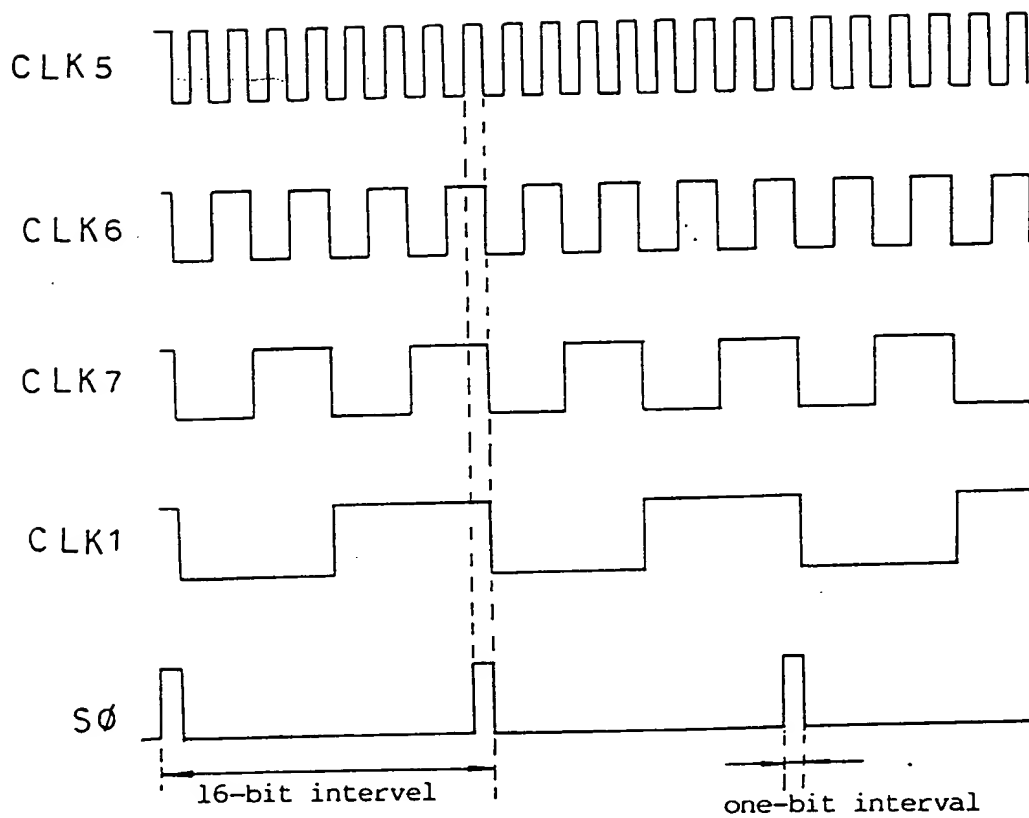 CLK5
CLK6
CLK7
CLK1
SØ
16-bit intervel
one-bit interval